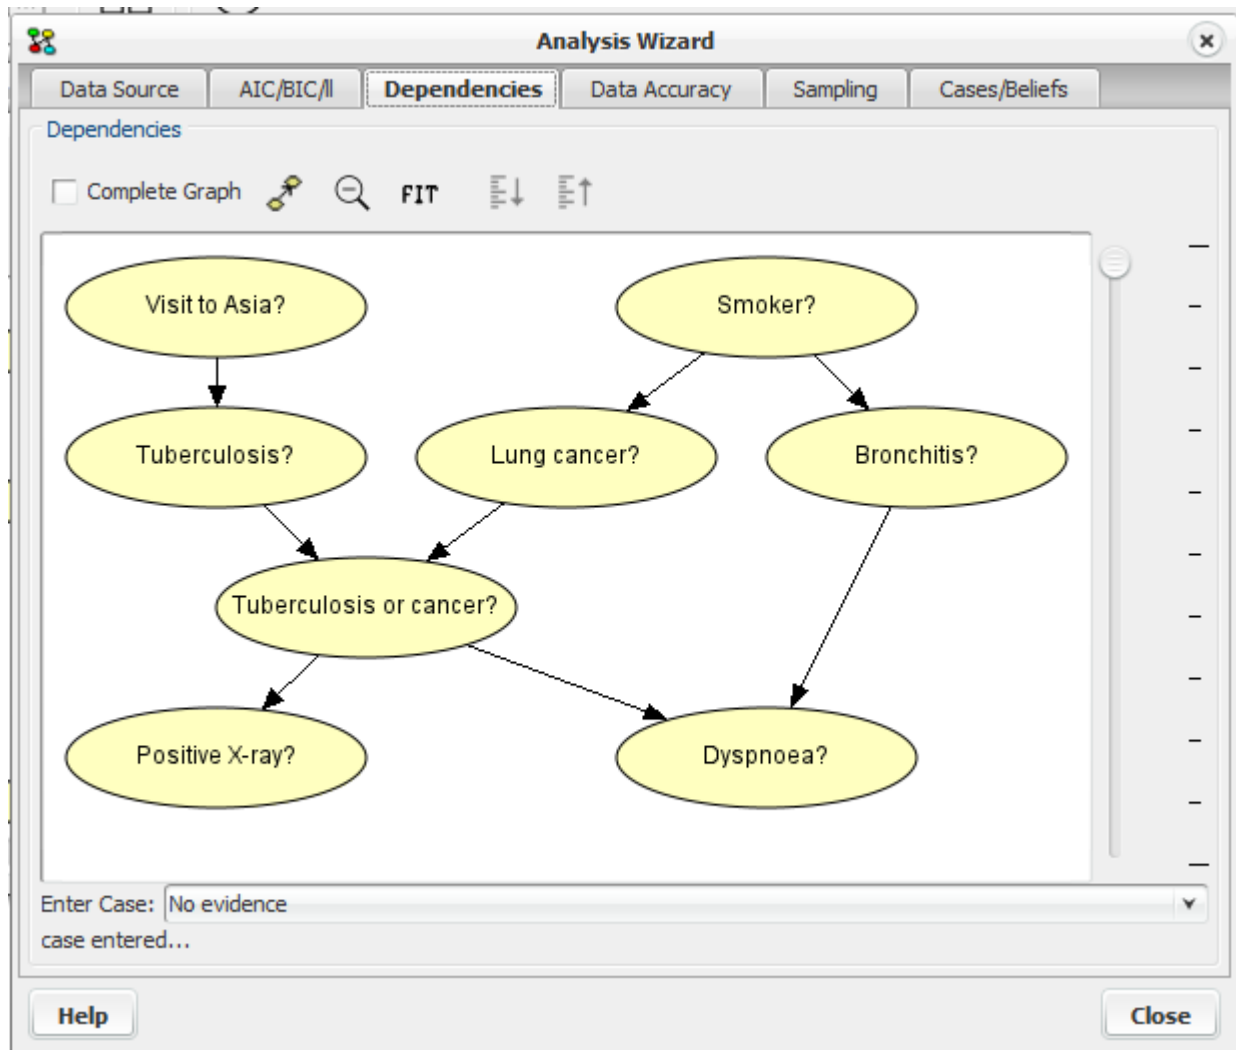 Analysis Wizard
Data Source AIC/BIC/ll Dependencies Data Accuracy Sampling Cases/Beliefs
Dependencies
Complete Graph FIT
Visit to Asia? Smoker?
Tuberculosis? Lung cancer? Bronchitis?
Tuberculosis or cancer?
Positive X-ray? Dyspnoea?
Enter Case: No evidence
case entered...
Help Close